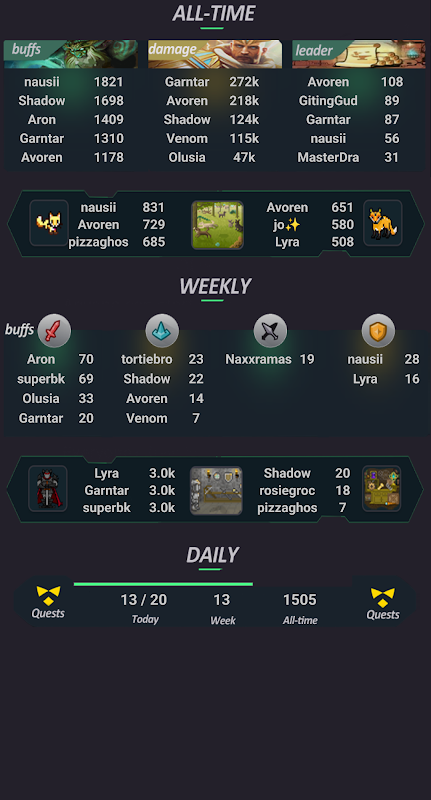 ALL-TIME
buffs damage leader
nausii 1821 Garntar 272k Avoren 108
Shadow 1698 Avoren 218k GitingGud 89
Aron 1409 Shadow 124k Garntar 87
Garntar 1310 Venom 115k nausii 56
Avoren 1178 Olusia 47k MasterDra 31
nausii 831 Avoren 651
Avoren 729 jo✨ 580
pizzaghos 685 Lyra 508
WEEKLY
buffs
Aron 70 tortiebro 23 Naxxramas 19 nausii 28
superbk 69 Shadow 22 Lyra 16
Olusia 33 Avoren 14
Garntar 20 Venom 7
Lyra 3.0k Shadow 20
Garntar 3.0k rosiegroc 18
superbk 3.0k pizzaghos 7
DAILY
13 / 20 13 1505
Quests Today Week All-time Quests